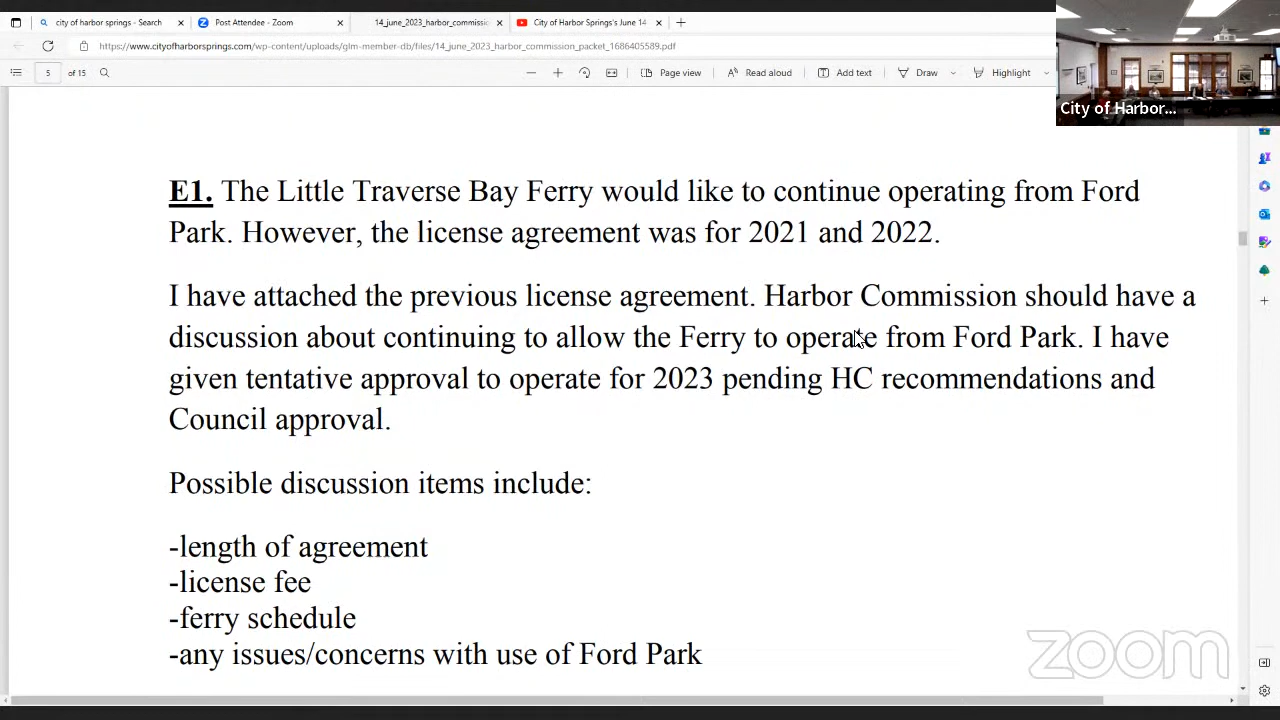 city of harbor springs - Search
Post Attendee - Zoom
14_june_2023_harbor_commissi
City of Harbor Springs's June 14
https://www.cityofharborsprings.com/wp-content/uploads/glm-member-db/files/14_june_2023_harbor_commission_packet_1686405589.pdf
5 of 15
Page view
Read aloud
Add text
Draw
Highlight
City of Harbor...
E1. The Little Traverse Bay Ferry would like to continue operating from Ford
Park. However, the license agreement was for 2021 and 2022.
I have attached the previous license agreement. Harbor Commission should have a
discussion about continuing to allow the Ferry to operate from Ford Park. I have
given tentative approval to operate for 2023 pending HC recommendations and
Council approval.
Possible discussion items include:
-length of agreement
-license fee
-ferry schedule
-any issues/concerns with use of Ford Park
zoom